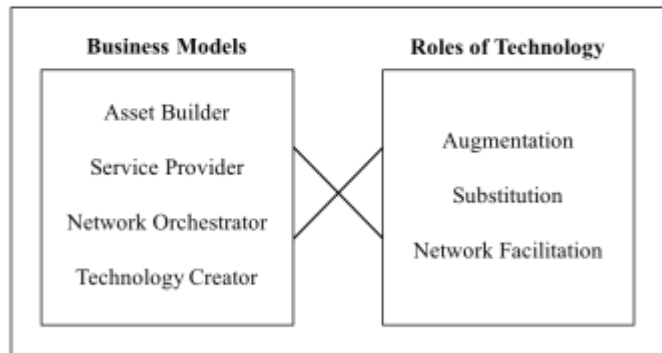 Business Models
Asset Builder
Service Provider
Network Orchestrator
Technology Creator
Roles of Technology
Augmentation
Substitution
Network Facilitation